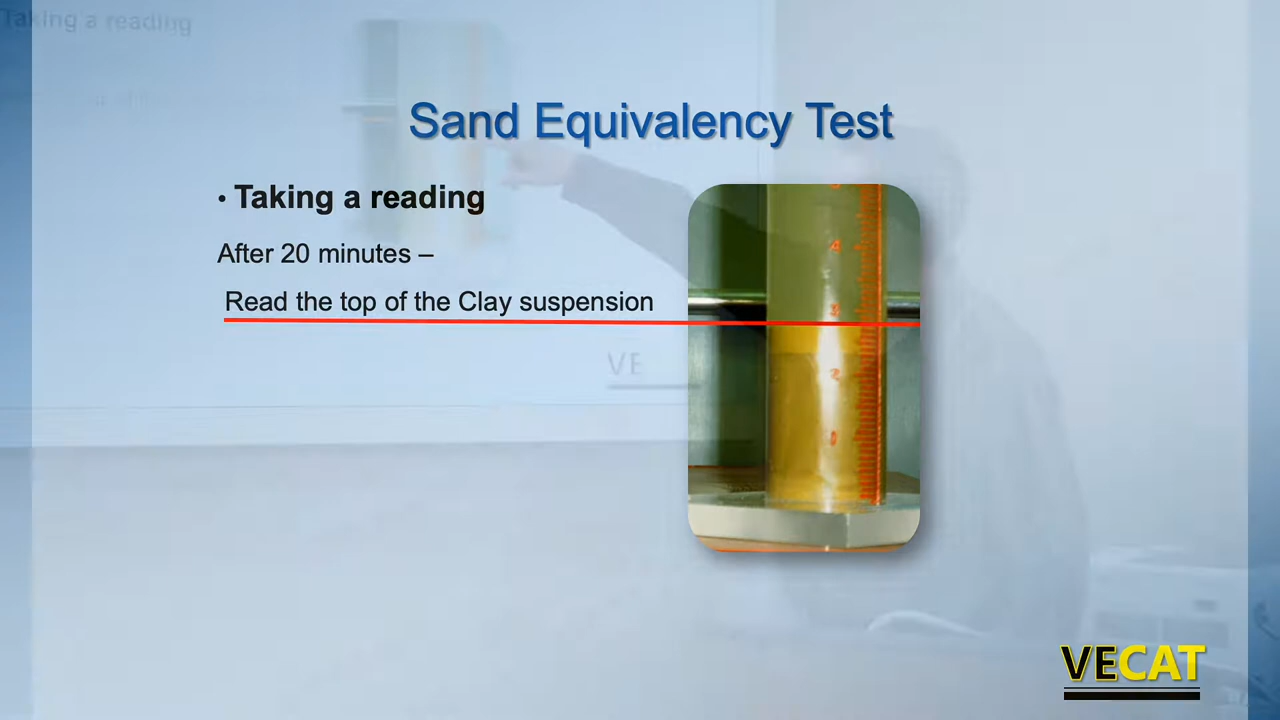 Taking a reading
Sand Equivalency Test
• Taking a reading
After 20 minutes –
Read the top of the Clay suspension
4
3
2
1
VE
VECAT